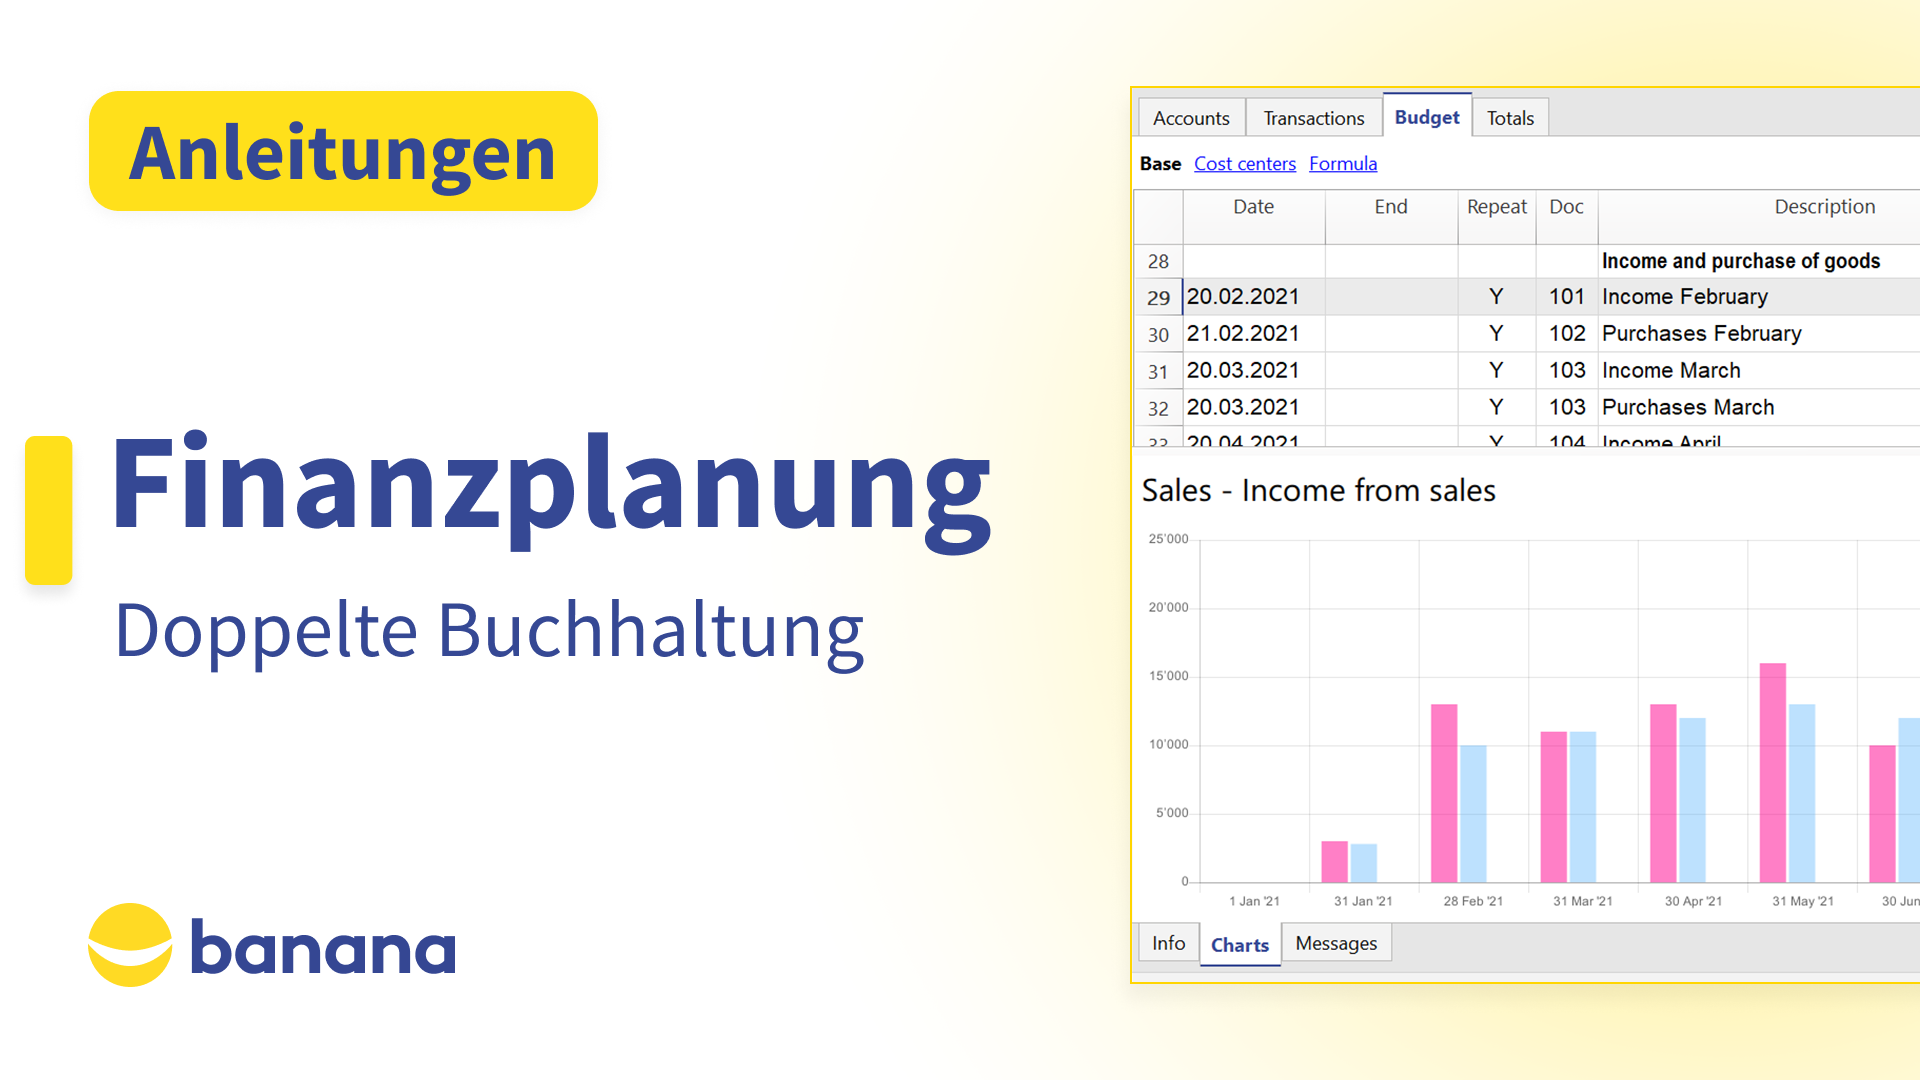 Anleitungen
Finanzplanung
Doppelte Buchhaltung
banana
Accounts Transactions Budget Totals
Base Cost centers Formula
Date End Repeat Doc Description
28 Income and purchase of goods
29 20.02.2021 Y 101 Income February
30 21.02.2021 Y 102 Purchases February
31 20.03.2021 Y 103 Income March
32 20.03.2021 Y 103 Purchases March
33 20.04.2021 Y 104 Income April
Sales - Income from sales
25'000
20'000
15'000
10'000
5'000
0
1 Jan '21 31 Jan '21 28 Feb '21 31 Mar '21 30 Apr '21 31 May '21 30 Jun
Info Charts Messages